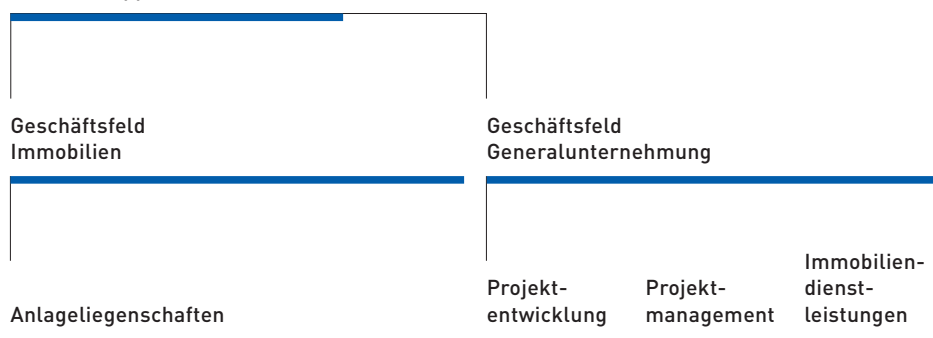 Geschäftsfeld
Immobilien
Geschäftsfeld
Generalunternehmung
Anlageliegenschaften
Projekt-
entwicklung
Projekt-
management
Immobilien-
dienst-
leistungen